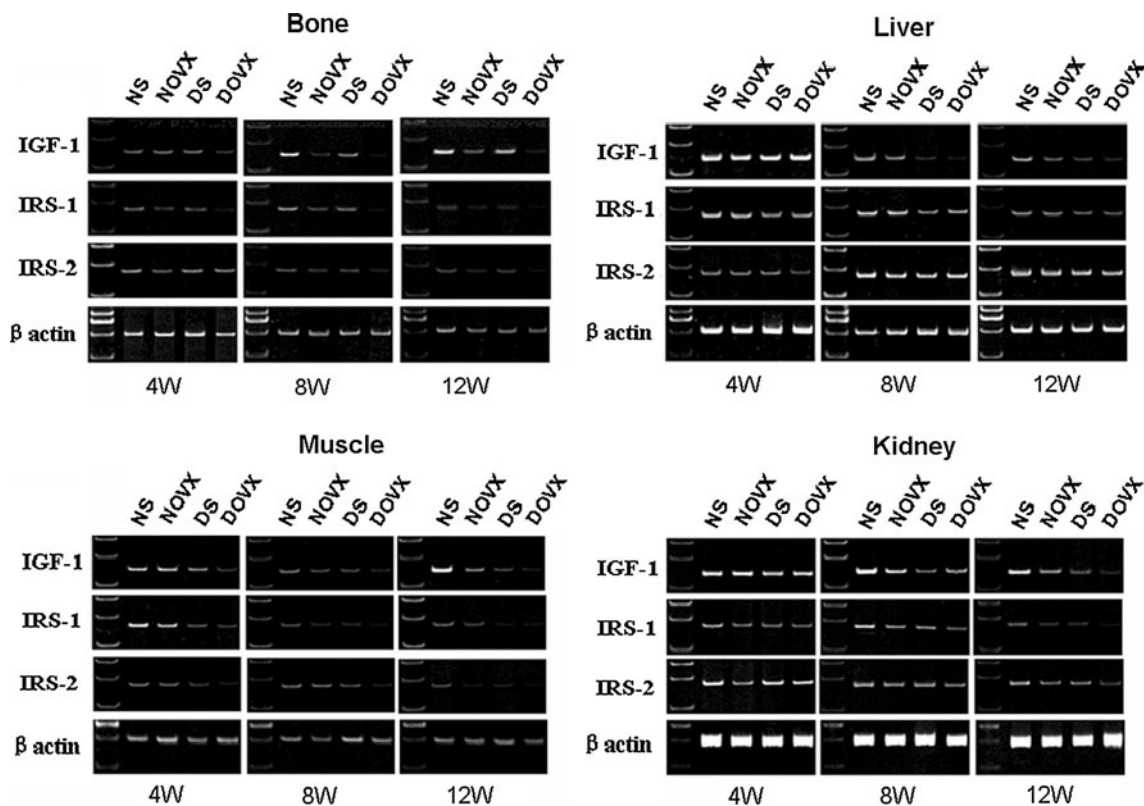 Bone
NS NOVX DS DOVX NS NOVX DS DOVX NS NOVX DS DOVX
IGF-1
IRS-1
IRS-2
β actin
4W 8W 12W
Liver
NS NOVX DS DOVX NS NOVX DS DOVX NS NOVX DS DOVX
IGF-1
IRS-1
IRS-2
β actin
4W 8W 12W
Muscle
NS NOVX DS DOVX NS NOVX DS DOVX NS NOVX DS DOVX
IGF-1
IRS-1
IRS-2
β actin
4W 8W 12W
Kidney
NS NOVX DS DOVX NS NOVX DS DOVX NS NOVX DS DOVX
IGF-1
IRS-1
IRS-2
β actin
4W 8W 12W